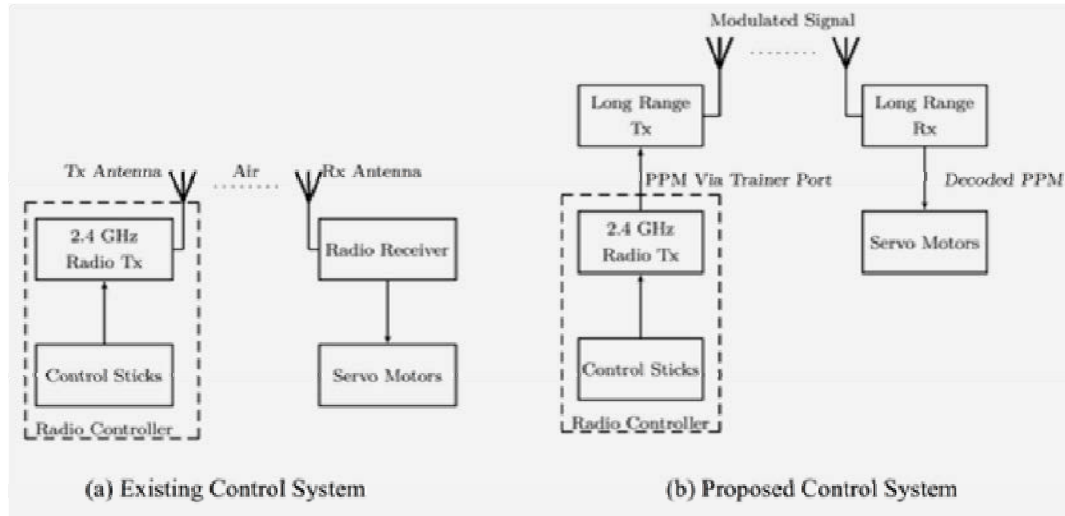 Tx Antenna
Air
Rx Antenna
2.4 GHz
Radio Tx
Radio Receiver
Control Sticks
Servo Motors
Radio Controller
(a) Existing Control System
Modulated Signal
Long Range
Tx
Long Range
Rx
PPM Via Trainer Port
Decoded PPM
2.4 GHz
Radio Tx
Servo Motors
Control Sticks
Radio Controller
(b) Proposed Control System